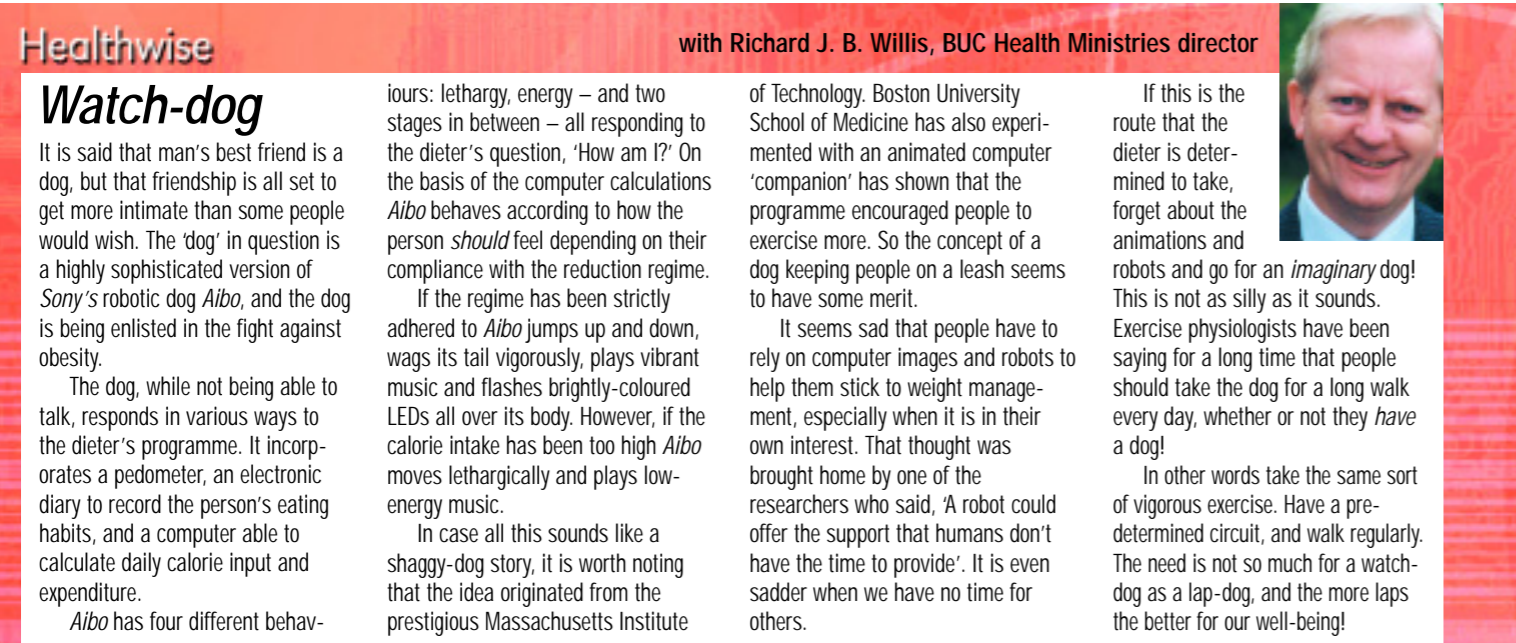 Healthwise
with Richard J. B. Willis, BUC Health Ministries director
Watch-dog
It is said that man's best friend is a
dog, but that friendship is all set to
get more intimate than some people
would wish. The 'dog' in question is
a highly sophisticated version of
Sony's robotic dog Aibo, and the dog
is being enlisted in the fight against
obesity.
The dog, while not being able to
talk, responds in various ways to
the dieter's programme. It incorp-
orates a pedometer, an electronic
diary to record the person's eating
habits, and a computer able to
calculate daily calorie input and
expenditure.
Aibo has four different behav-
iours: lethargy, energy – and two
stages in between – all responding to
the dieter's question, 'How am I?' On
the basis of the computer calculations
Aibo behaves according to how the
person should feel depending on their
compliance with the reduction regime.
If the regime has been strictly
adhered to Aibo jumps up and down,
wags its tail vigorously, plays vibrant
music and flashes brightly-coloured
LEDs all over its body. However, if the
calorie intake has been too high Aibo
moves lethargically and plays low-
energy music.
In case all this sounds like a
shaggy-dog story, it is worth noting
that the idea originated from the
prestigious Massachusetts Institute
of Technology. Boston University
School of Medicine has also experi-
mented with an animated computer
'companion' has shown that the
programme encouraged people to
exercise more. So the concept of a
dog keeping people on a leash seems
to have some merit.
It seems sad that people have to
rely on computer images and robots to
help them stick to weight manage-
ment, especially when it is in their
own interest. That thought was
brought home by one of the
researchers who said, 'A robot could
offer the support that humans don't
have the time to provide'. It is even
sadder when we have no time for
others.
If this is the
route that the
dieter is deter-
mined to take,
forget about the
animations and
robots and go for an imaginary dog!
This is not as silly as it sounds.
Exercise physiologists have been
saying for a long time that people
should take the dog for a long walk
every day, whether or not they have
a dog!
In other words take the same sort
of vigorous exercise. Have a pre-
determined circuit, and walk regularly.
The need is not so much for a watch-
dog as a lap-dog, and the more laps
the better for our well-being!